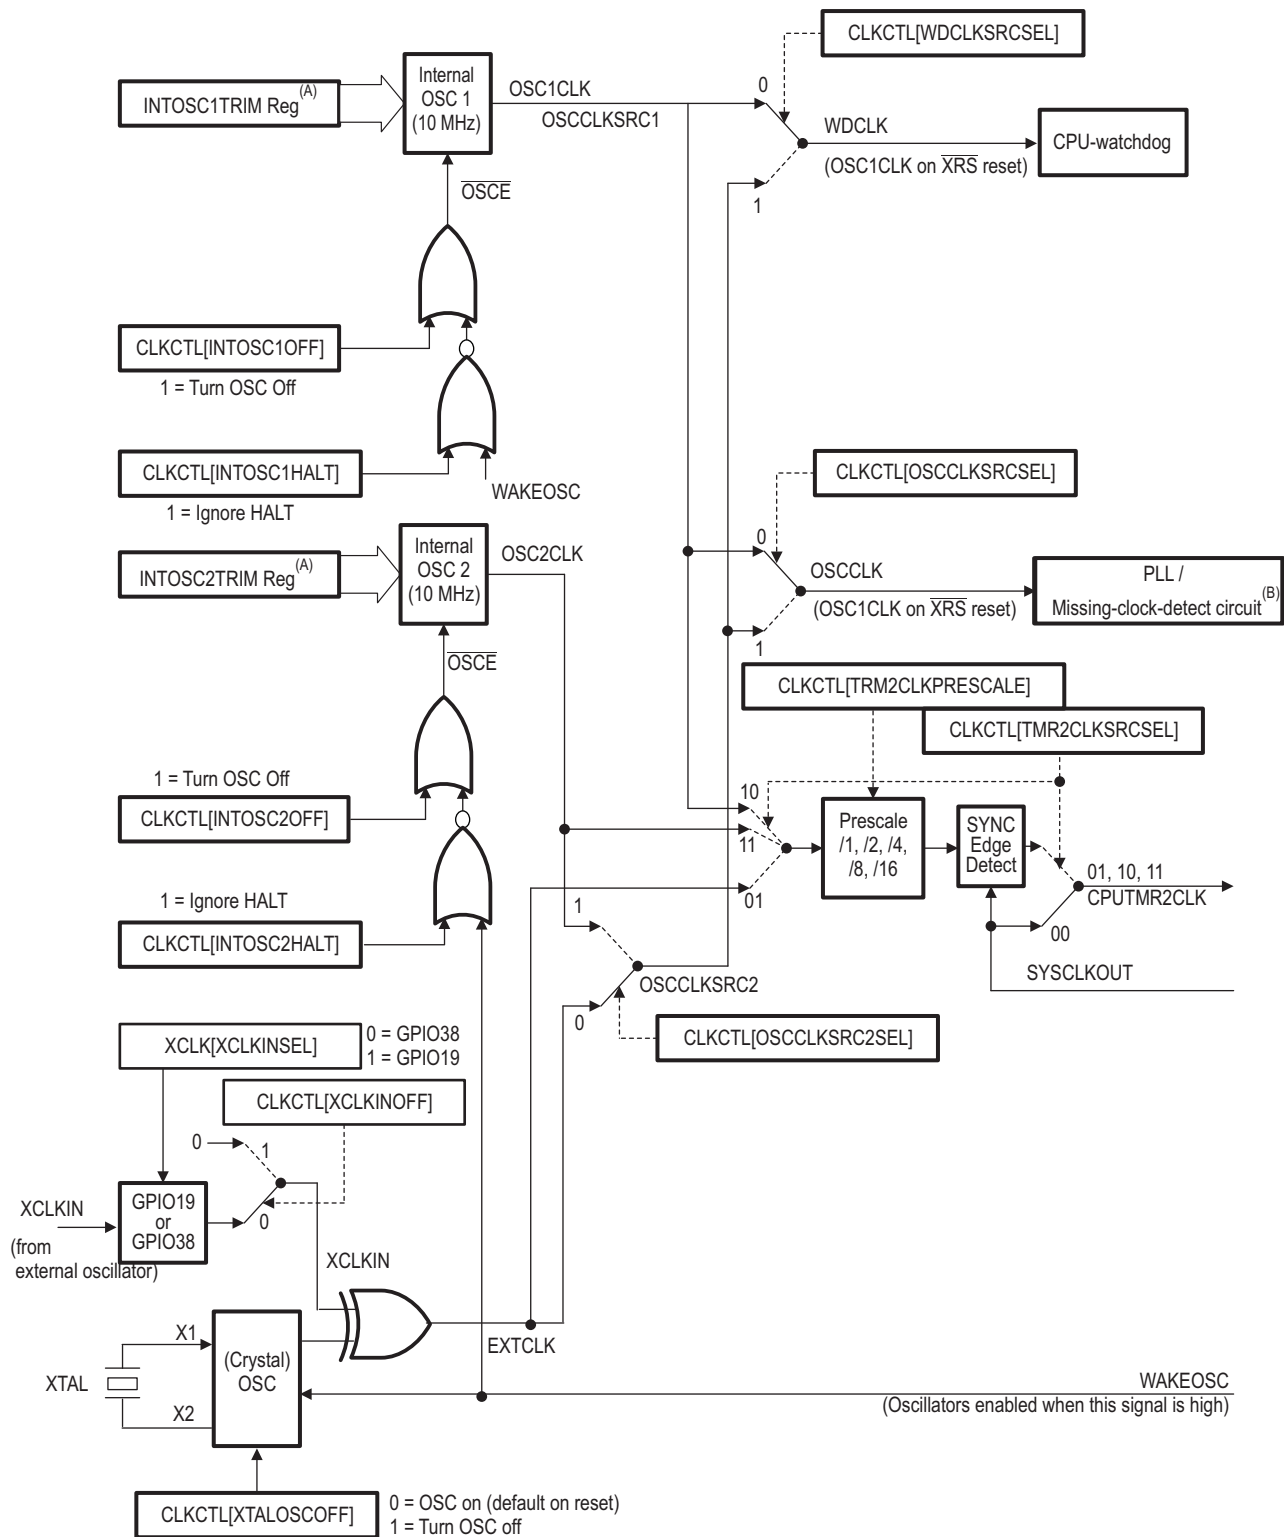 CLKCTL[WDCLKSRCSEL]
INTOSC1TRIM Reg(A)
Internal
OSC 1
(10 MHz)
OSC1CLK
OSCCLKSRC1
0
WDCLK
(OSC1CLK on XRS reset)
1
CPU-watchdog
OSCE
CLKCTL[INTOSC1OFF]
1 = Turn OSC Off
CLKCTL[INTOSC1HALT]
1 = Ignore HALT
WAKEOSC
CLKCTL[OSCCLKSRCSEL]
INTOSC2TRIM Reg(A)
Internal
OSC 2
(10 MHz)
OSC2CLK
0
OSCCLK
(OSC1CLK on XRS reset)
1
PLL /
Missing-clock-detect circuit(B)
OSCE
CLKCTL[TRM2CLKPRESCALE]
CLKCTL[TMR2CLKSRCSEL]
1 = Turn OSC Off
CLKCTL[INTOSC2OFF]
10
11
01
Prescale
/1, /2, /4,
/8, /16
SYNC
Edge
Detect
01, 10, 11
CPUTMR2CLK
00
SYSCLKOUT
1 = Ignore HALT
CLKCTL[INTOSC2HALT]
1
OSCCLKSRC2
0
CLKCTL[OSCCLKSRC2SEL]
XCLK[XCLKINSEL]
0 = GPIO38
1 = GPIO19
CLKCTL[XCLKINOFF]
0
1
0
XCLKIN
(from
external oscillator)
GPIO19
or
GPIO38
XCLKIN
EXTCLK
XTAL
X1
X2
(Crystal)
OSC
WAKEOSC
(Oscillators enabled when this signal is high)
CLKCTL[XTALOSCOFF]
0 = OSC on (default on reset)
1 = Turn OSC off